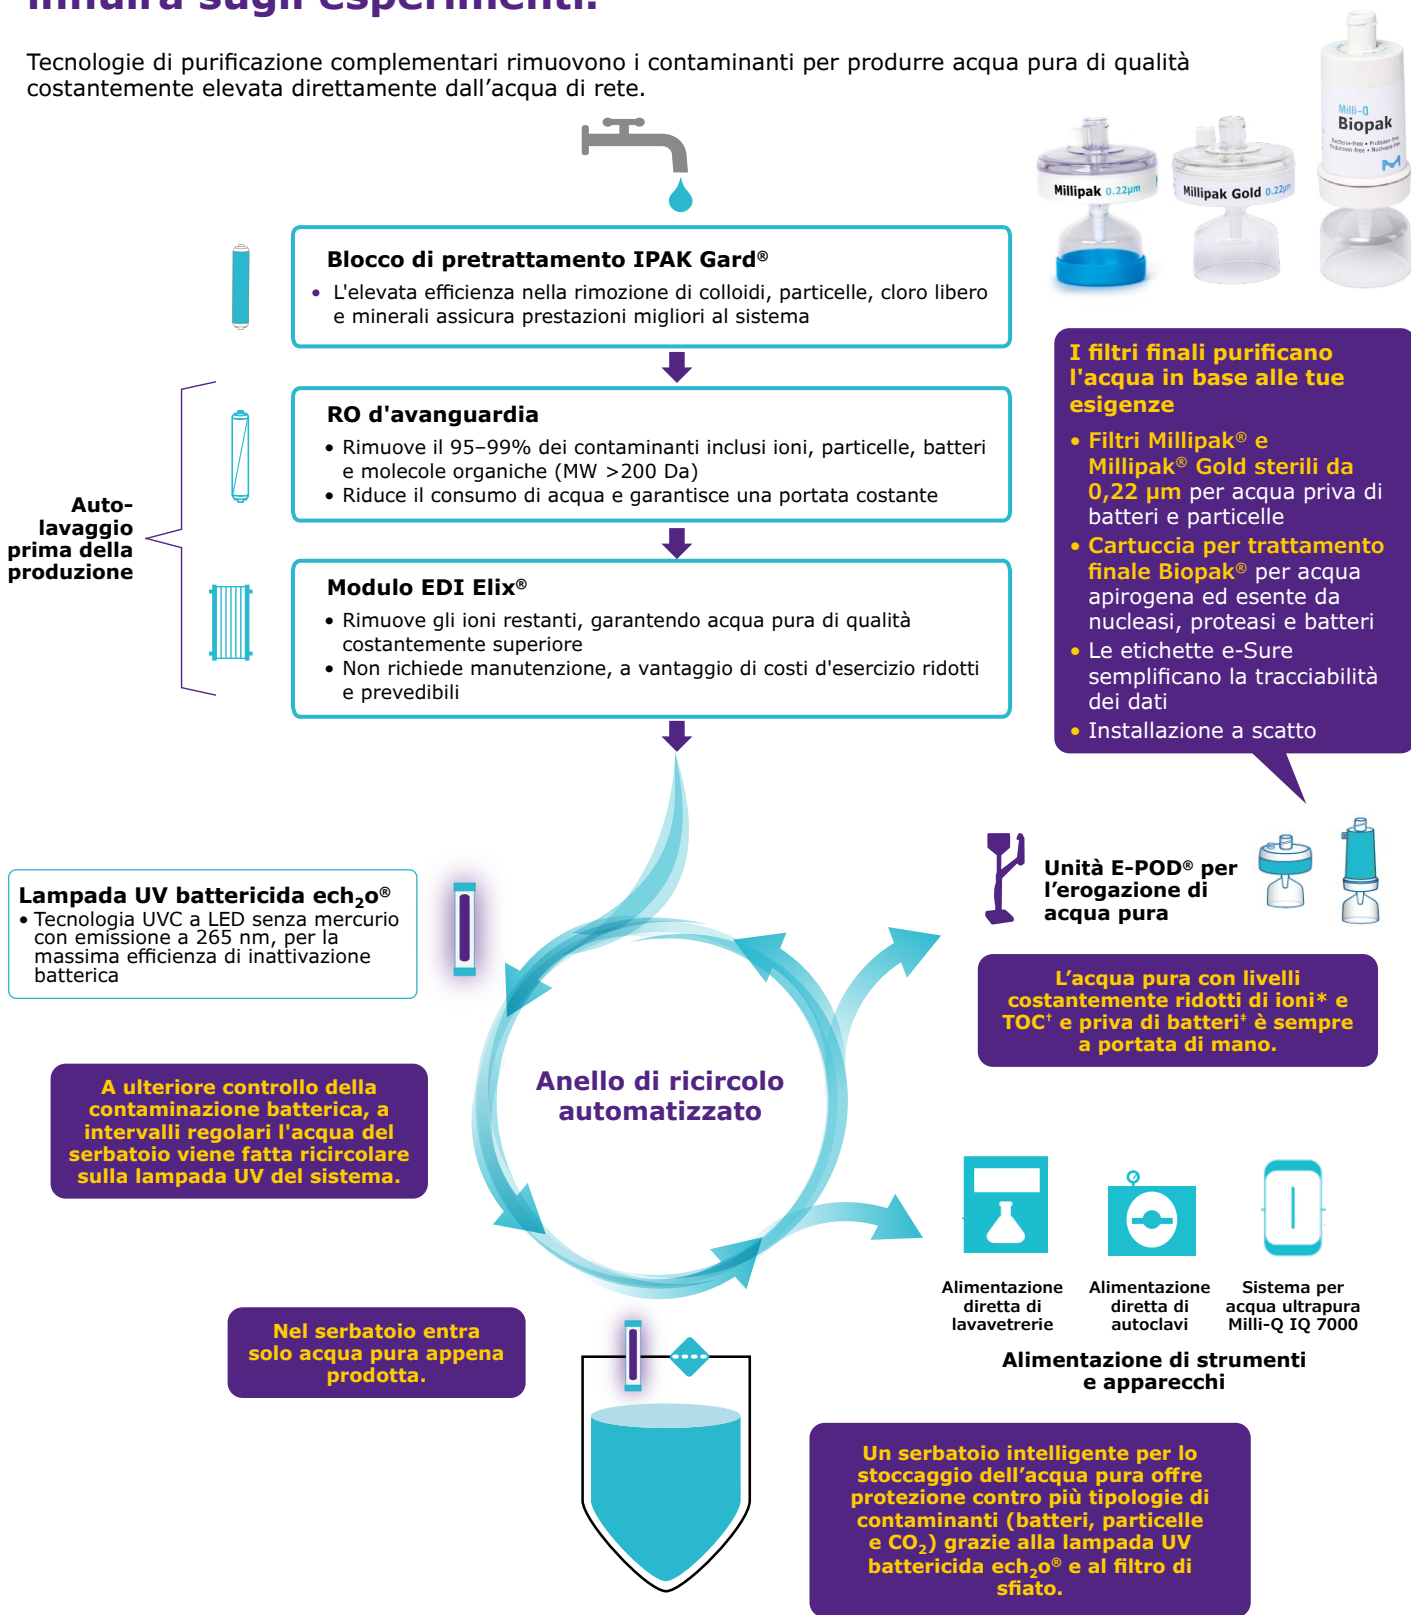 Tecnologie di purificazione complementari rimuovono i contaminanti per produrre acqua pura di qualità
costantemente elevata direttamente dall’acqua di rete.
Millipak 0.22µm
Millipak Gold 0.22µm
Milli-Q
Biopak
Blocco di pretrattamento IPAK Gard®
• L'elevata efficienza nella rimozione di colloidi, particelle, cloro libero
e minerali assicura prestazioni migliori al sistema
RO d'avanguardia
• Rimuove il 95–99% dei contaminanti inclusi ioni, particelle, batteri
e molecole organiche (MW >200 Da)
• Riduce il consumo di acqua e garantisce una portata costante
Auto-
lavaggio
prima della
produzione
Modulo EDI Elix®
• Rimuove gli ioni restanti, garantendo acqua pura di qualità
costantemente superiore
• Non richiede manutenzione, a vantaggio di costi d'esercizio ridotti
e prevedibili
I filtri finali purificano
l'acqua in base alle tue
esigenze
• Filtri Millipak® e
Millipak® Gold sterili da
0,22 µm per acqua priva di
batteri e particelle
• Cartuccia per trattamento
finale Biopak® per acqua
apirogena ed esente da
nucleasi, proteasi e batteri
• Le etichette e-Sure
semplificano la tracciabilità
dei dati
• Installazione a scatto
Unità E-POD® per
l’erogazione di
acqua pura
Lampada UV battericida ech₂o®
• Tecnologia UVC a LED senza mercurio
con emissione a 265 nm, per la
massima efficienza di inattivazione
batterica
L’acqua pura con livelli
costantemente ridotti di ioni* e
TOC† e priva di batteri‡ è sempre
a portata di mano.
A ulteriore controllo della
contaminazione batterica, a
intervalli regolari l'acqua del
serbatoio viene fatta ricircolare
sulla lampada UV del sistema.
Anello di ricircolo
automatizzato
Alimentazione
diretta di
lavavetrerie
Alimentazione
diretta di
autoclavi
Sistema per
acqua ultrapura
Milli-Q IQ 7000
Alimentazione di strumenti
e apparecchi
Nel serbatoio entra
solo acqua pura appena
prodotta.
Un serbatoio intelligente per lo
stoccaggio dell’acqua pura offre
protezione contro più tipologie di
contaminanti (batteri, particelle
e CO₂) grazie alla lampada UV
battericida ech₂o® e al filtro di
sfiato.